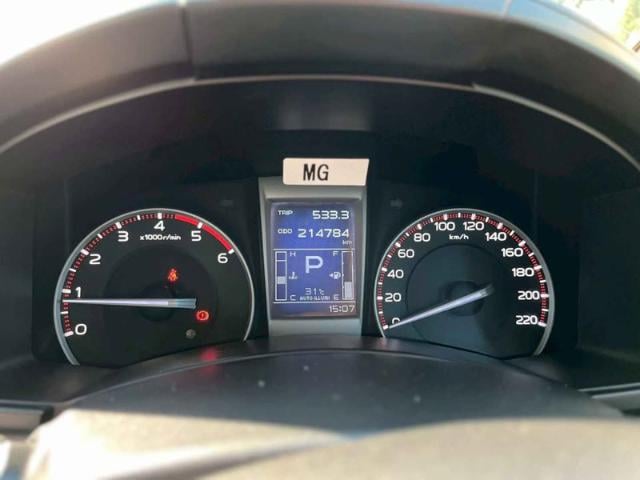 MG
TRIP 533.3
ODO 214784
km
H P F
31℃
C AUTO-ILLUMI E
15:07
0 1 2 3 4 5 6
x1000r/min
0 20 40 60 80 100 120 140 160 180 200 220
km/h